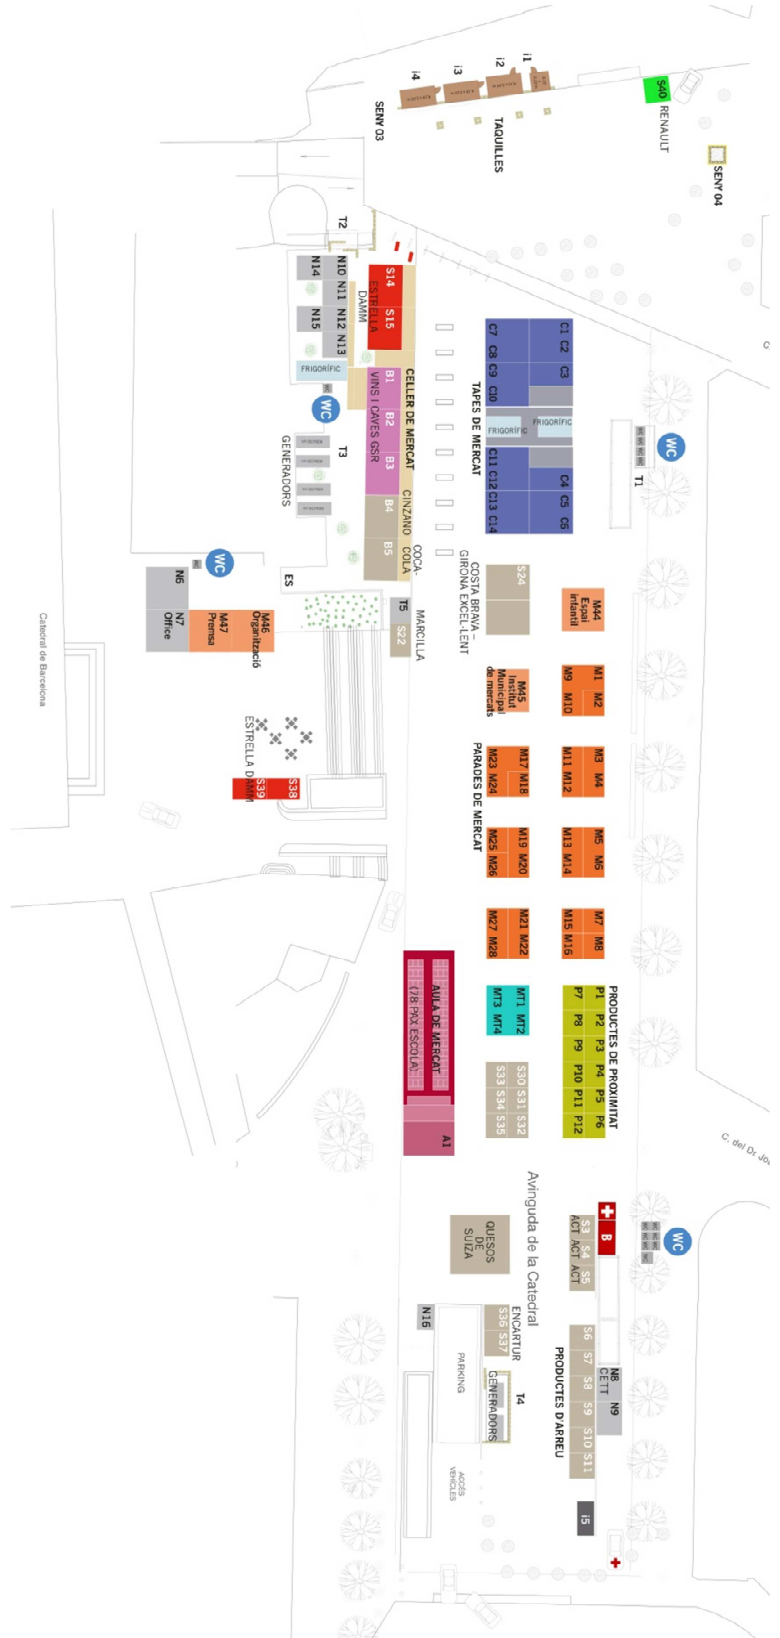 i1
i2
i3
i4
S40
RENAULT
SENY 03
TAQUILLES
SENY 04
T2
N14
N10
N11
N15
N12
N13
FRIGORÍFIC
S14
S15
ESTRELLA
DAMM
CELLER DE MERCAT
B1
B2
B3
VINS I CAVES GSR
B4
B5
CINZANO
COCA-
COLA
WC
T3
GENERADORS
TAPES DE MERCAT
C1 C2 C3
C7 C8 C9 C10
FRIGORÍFIC
FRIGORÍFIC
C4 C5 C6
C11 C12 C13 C14
WC
T1
WC
N6
N7
Office
M47
Premsa
M46
Organització
ES
T5
S22
MARCILLA
COSTA BRAVA –
GIRONA EXCEL·LENT
S24
M44
Espai
infantil
M45
Institut
Municipal
de mercats
M1
M2
M9
M10
Catedral de Barcelona
ESTRELLA DAMM
S38
S39
PARADES DE MERCAT
M3 M4
M11 M12
M17
M18
M23 M24
M5 M6
M13 M14
M19 M20
M25
M26
M7 M8
M15 M16
M21 M22
M27 M28
AULA DE MERCAT
(78 PAX ESCOLA)
A1
MT1 MT2
MT3 MT4
PRODUCTES DE PROXIMITAT
P1 P2 P3 P4 P5 P6
P7 P8 P9 P10 P11 P12
S30 S31 S32
S33 S34 S35
C. del Dr. Jou
Avinguda de la Catedral
QUESOS
DE
SUIZA
B
S3 S4 S5
ACT ACT ACT
WC
N16
S36 S37
ENCARTUR
PARKING
GENERADORS
T4
PRODUCTES D'ARREU
S6 S7 S8 S9 S10 S11
N8
CETT
N9
ACCÉS
VEHICLES
i5